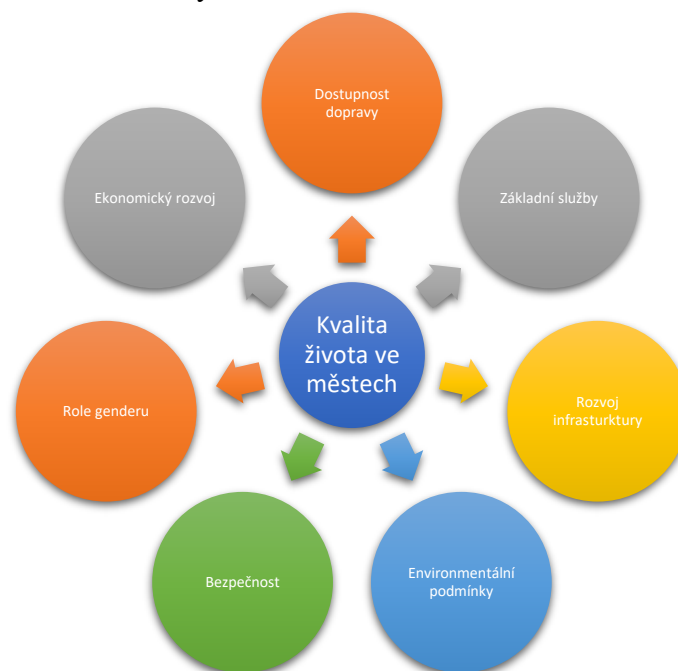 Dostupnost
dopravy
Ekonomický rozvoj
Základní služby
Kvalita
života ve
městech
Role genderu
Rozvoj
infrasturktury
Bezpečnost
Environmentální
podmínky